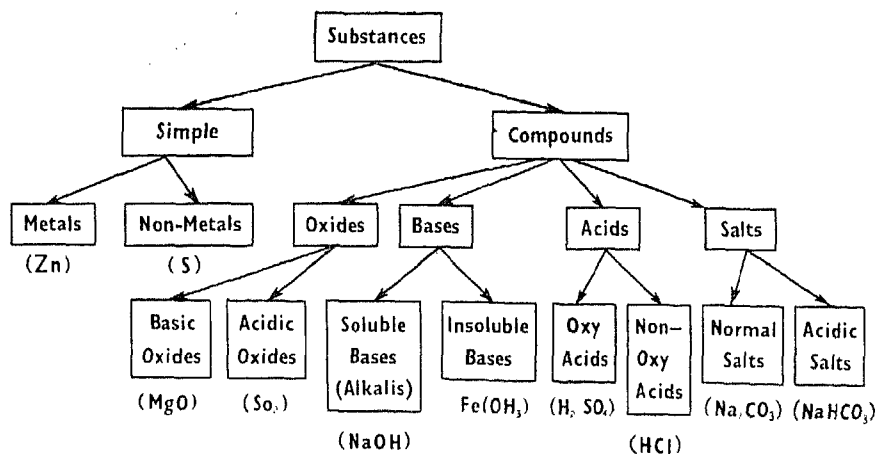 Substances
Simple
Compounds
Metals
Non-Metals
Oxides
Bases
Acids
Salts
(Zn)
(S)
Basic
Oxides
Acidic
Oxides
Soluble
Bases
(Alkalis)
Insoluble
Bases
Oxy
Acids
Non-
Oxy
Acids
Normal
Salts
Acidic
Salts
(MgO)
(So₂)
(NaOH)
Fe(OH₃)
(H₂ SO₄)
(HCl)
(Na₂CO₃)
(NaHCO₃)